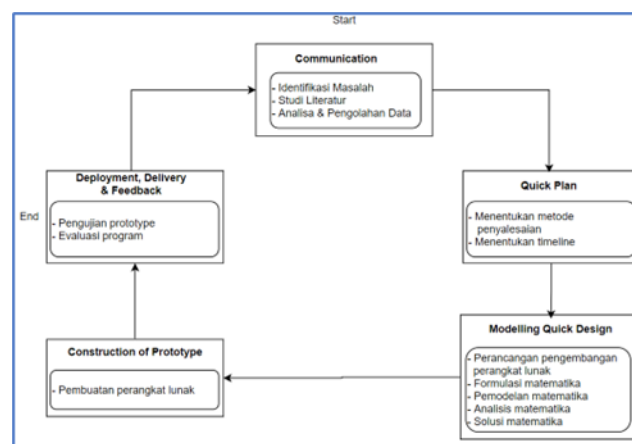 Start
Communication
- Identifikasi Masalah
- Studi Literatur
- Analisa & Pengolahan Data
Quick Plan
- Menentukan metode
penyalesaian
- Menentukan timeline
Modelling Quick Design
- Perancangan pengembangan
perangkat lunak
- Formulasi matematika
- Pemodelan matematika
- Analisis matematika
- Solusi matematika
Construction of Prototype
- Pembuatan perangkat lunak
Deployment, Delivery
& Feedback
- Pengujian prototype
- Evaluasi program
End